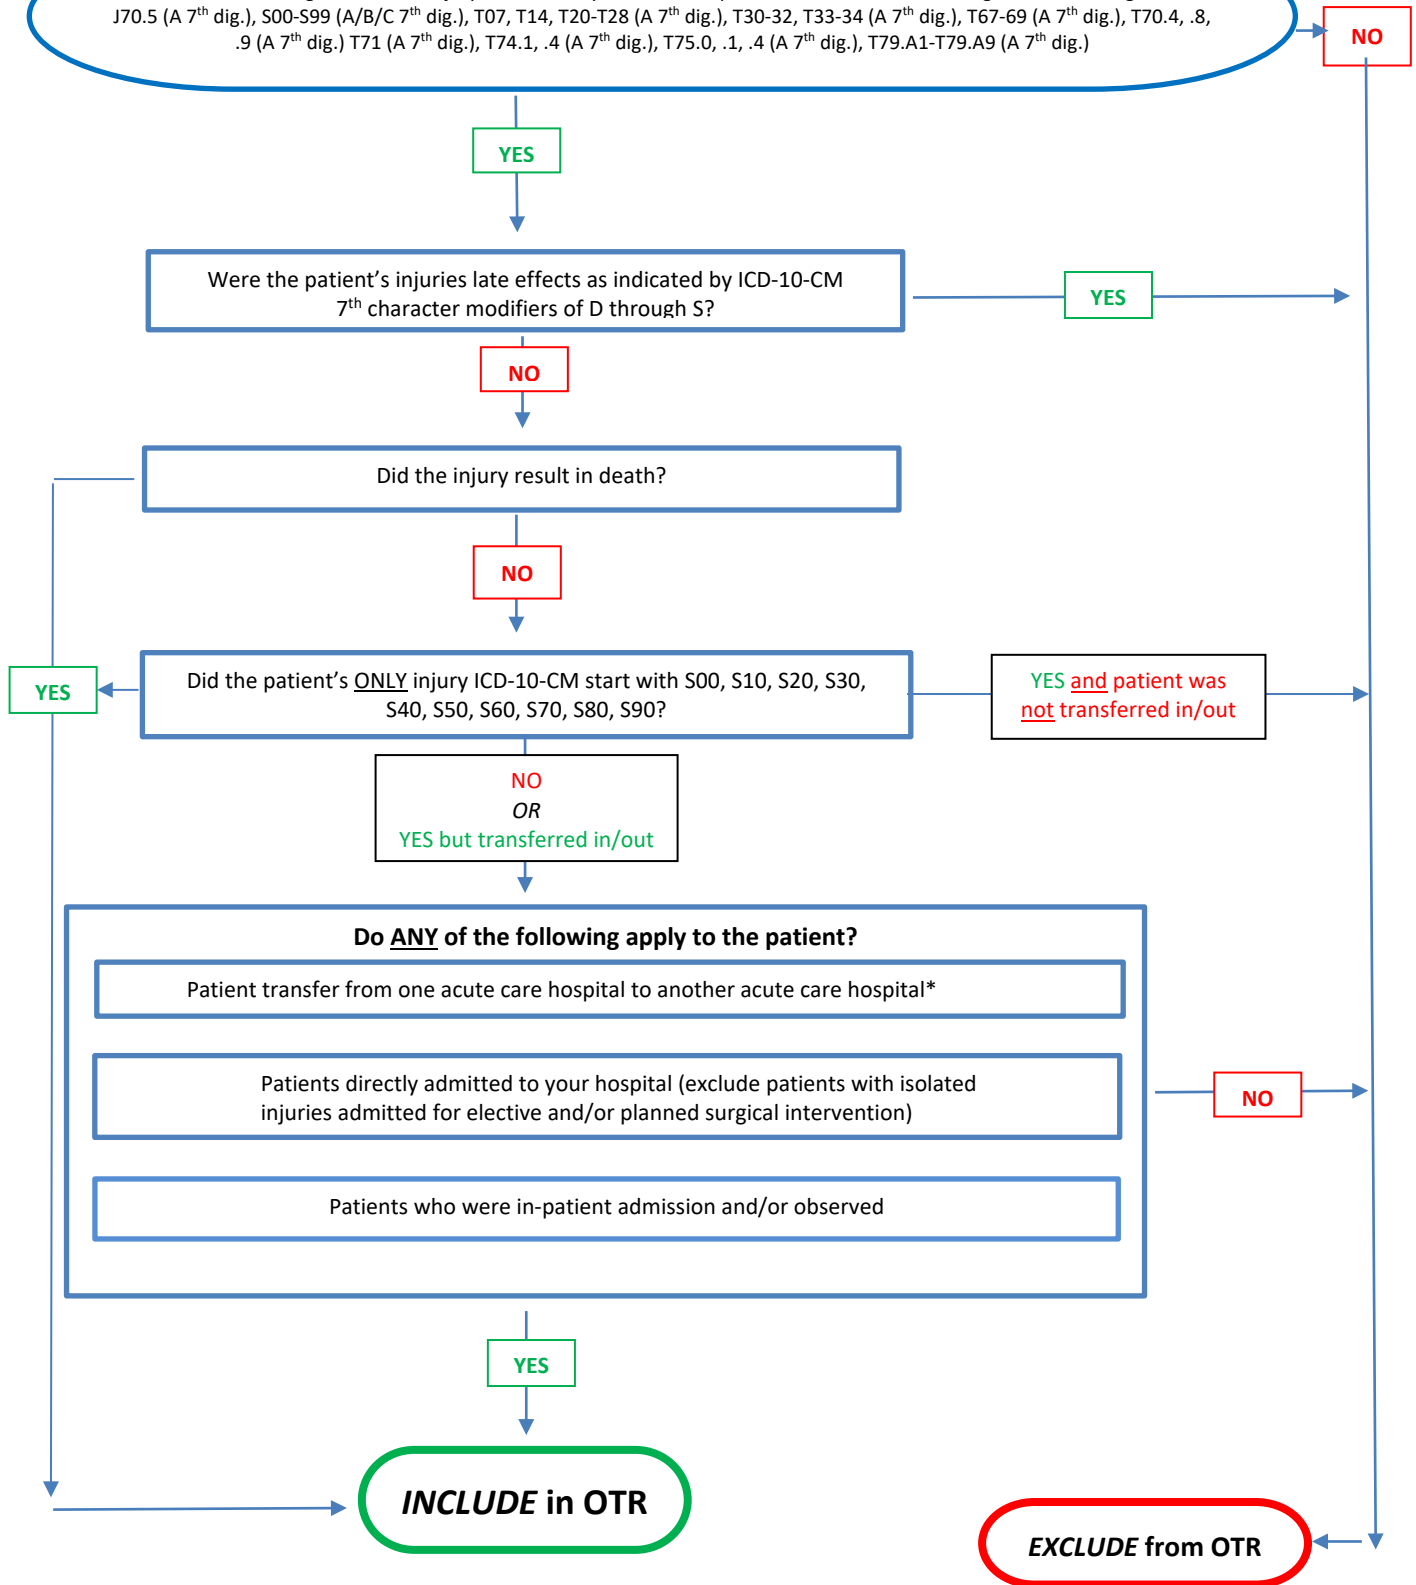 J70.5 (A 7th dig.), S00-S99 (A/B/C 7th dig.), T07, T14, T20-T28 (A 7th dig.), T30-32, T33-34 (A 7th dig.), T67-69 (A 7th dig.), T70.4, .8,
.9 (A 7th dig.) T71 (A 7th dig.), T74.1, .4 (A 7th dig.), T75.0, .1, .4 (A 7th dig.), T79.A1-T79.A9 (A 7th dig.)
NO
YES
Were the patient’s injuries late effects as indicated by ICD-10-CM
7th character modifiers of D through S?
YES
NO
Did the injury result in death?
NO
YES
Did the patient’s ONLY injury ICD-10-CM start with S00, S10, S20, S30,
S40, S50, S60, S70, S80, S90?
YES and patient was
not transferred in/out
NO
OR
YES but transferred in/out
Do ANY of the following apply to the patient?
Patient transfer from one acute care hospital to another acute care hospital*
Patients directly admitted to your hospital (exclude patients with isolated
injuries admitted for elective and/or planned surgical intervention)
NO
Patients who were in-patient admission and/or observed
YES
INCLUDE in OTR
EXCLUDE from OTR